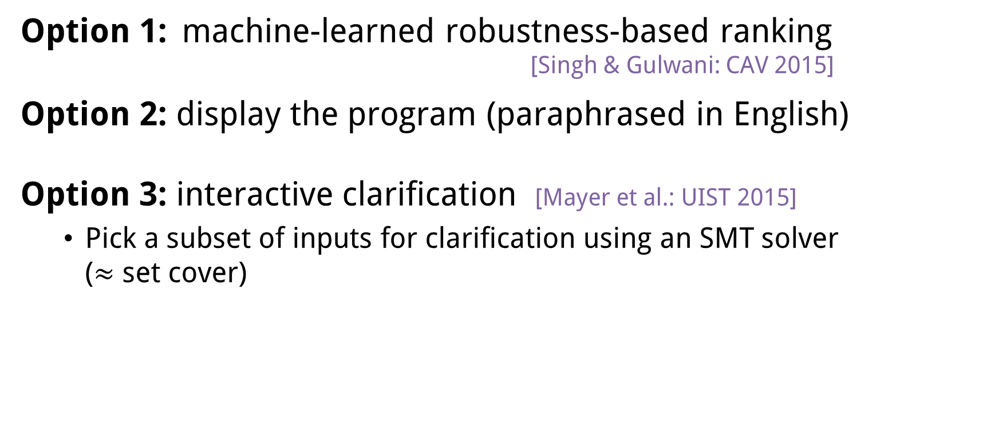 Option 1: machine-learned robustness-based ranking
[Singh & Gulwani: CAV 2015]
Option 2: display the program (paraphrased in English)
Option 3: interactive clarification [Mayer et al.: UIST 2015]
• Pick a subset of inputs for clarification using an SMT solver
(≈ set cover)